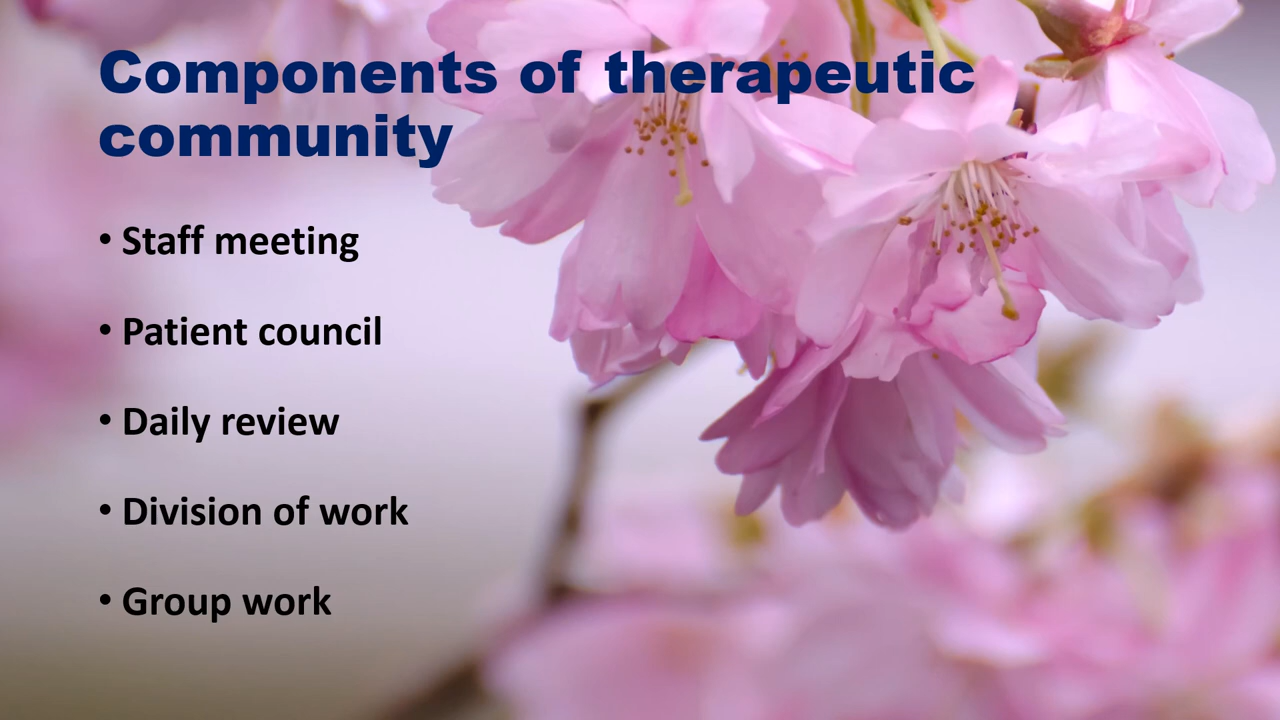 Components of therapeutic
community
• Staff meeting
• Patient council
• Daily review
• Division of work
• Group work